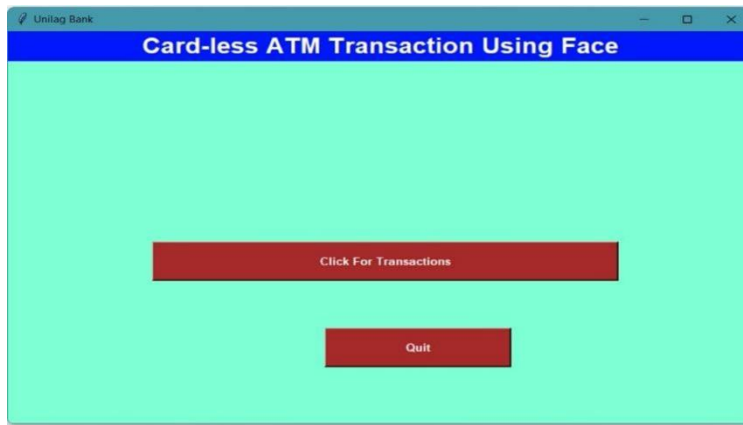 Unilag Bank
Card-less ATM Transaction Using Face
Click For Transactions
Quit